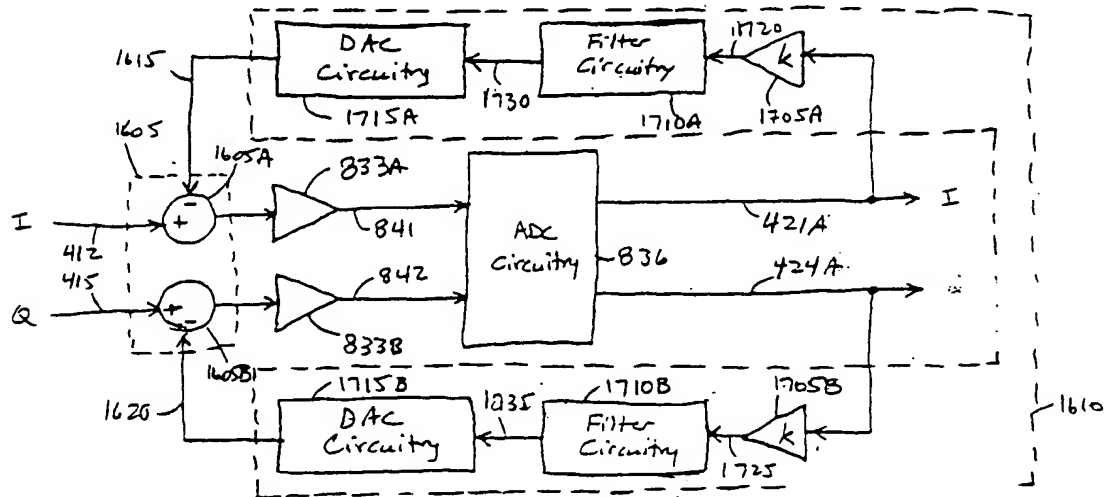 1720
DAC
Circuitry
Filter
Circuitry
k
1615
1730
1715A
1710A
1705A
1605
1605A
833A
-
I
+
841
ADC
Circuitry
421A
I
412
836
415
842
424A
Q
+
-
833B
1605B
1715B
1710B
1705B
1620
DAC
Circuitry
1835
Filter
Circuitry
k
1610
1725